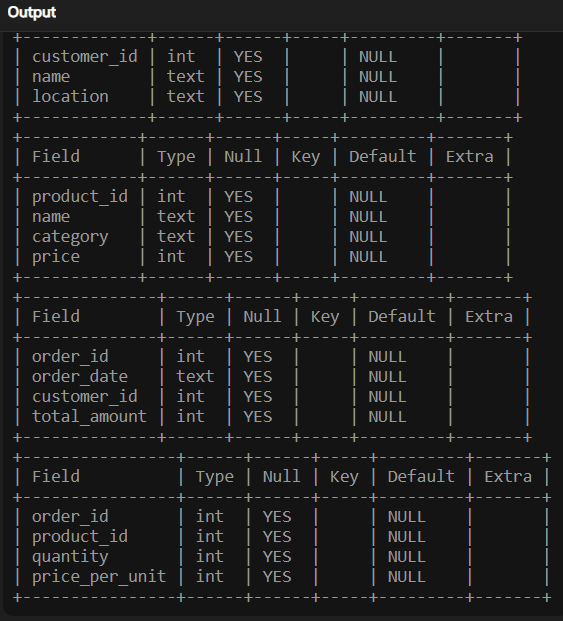 Output
+-------------+------+------+-----+---------+-------+
| customer_id | int  | YES  |     | NULL    |       |
| name        | text | YES  |     | NULL    |       |
| location    | text | YES  |     | NULL    |       |
+-------------+------+------+-----+---------+-------+
+------------+------+------+-----+---------+-------+
| Field      | Type | Null | Key | Default | Extra |
+------------+------+------+-----+---------+-------+
| product_id | int  | YES  |     | NULL    |       |
| name       | text | YES  |     | NULL    |       |
| category   | text | YES  |     | NULL    |       |
| price      | int  | YES  |     | NULL    |       |
+------------+------+------+-----+---------+-------+
+--------------+------+------+-----+---------+-------+
| Field        | Type | Null | Key | Default | Extra |
+--------------+------+------+-----+---------+-------+
| order_id     | int  | YES  |     | NULL    |       |
| order_date   | text | YES  |     | NULL    |       |
| customer_id  | int  | YES  |     | NULL    |       |
| total_amount | int  | YES  |     | NULL    |       |
+--------------+------+------+-----+---------+-------+
+----------------+------+------+-----+---------+-------+
| Field          | Type | Null | Key | Default | Extra |
+----------------+------+------+-----+---------+-------+
| order_id       | int  | YES  |     | NULL    |       |
| product_id     | int  | YES  |     | NULL    |       |
| quantity       | int  | YES  |     | NULL    |       |
| price_per_unit | int  | YES  |     | NULL    |       |
+----------------+------+------+-----+---------+-------+